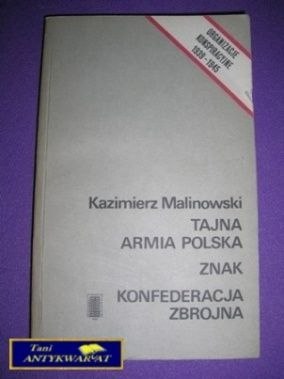 ORGANIZACJE
KONSPIRACYJNE
1939-1945
Kazimierz Malinowski
TAJNA
ARMIA POLSKA
ZNAK
KONFEDERACJA
ZBROJNA
Tani
ANTYKWARIAT